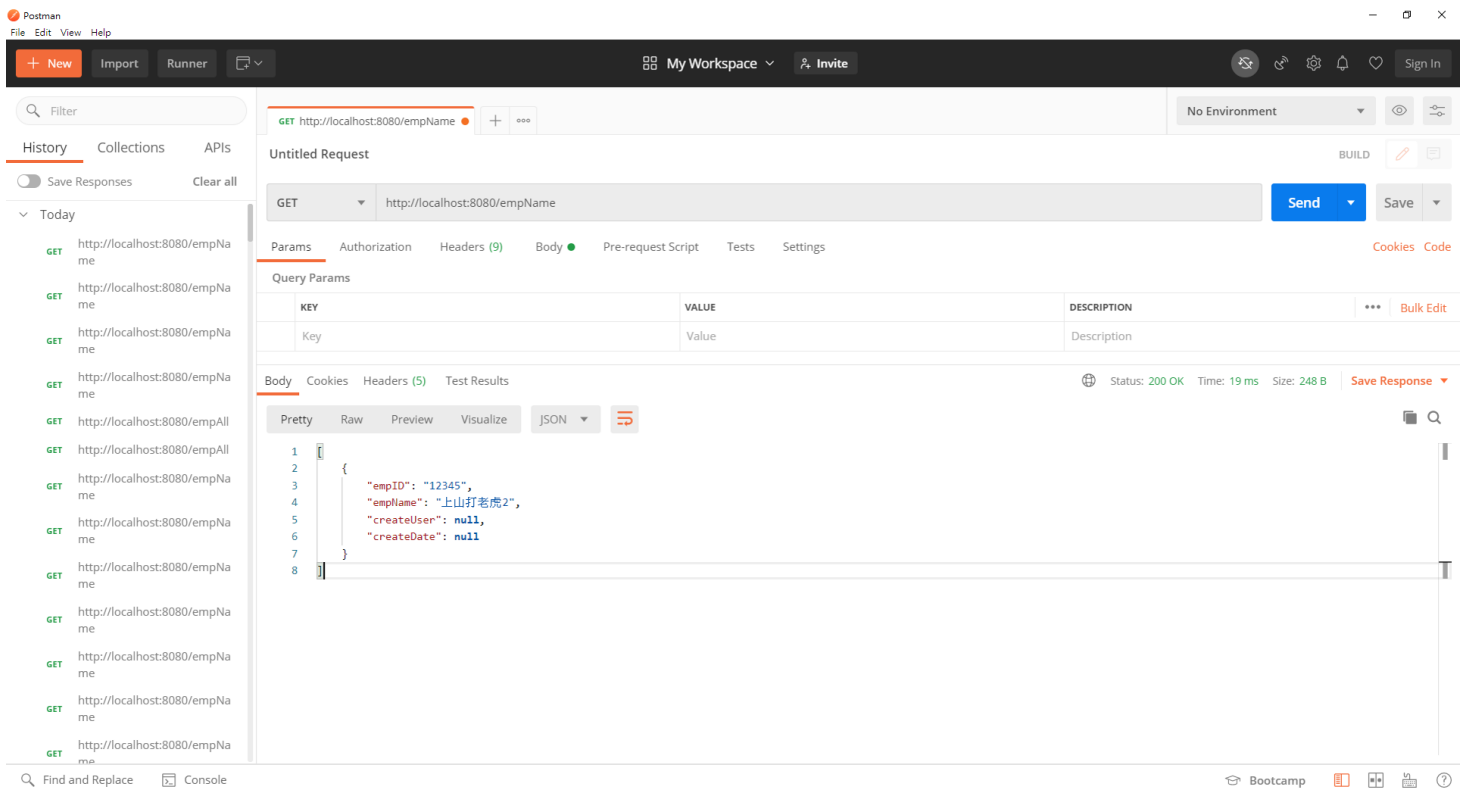 Postman
File Edit View Help
+ New Import Runner My Workspace Invite Sign In
Filter
GET http://localhost:8080/empName
No Environment
History Collections APIs
Untitled Request
BUILD
Save Responses Clear all
GET http://localhost:8080/empName Send Save
Today
Params Authorization Headers (9) Body Pre-request Script Tests Settings Cookies Code
GET http://localhost:8080/empNa
me
Query Params
GET http://localhost:8080/empNa
me
KEY VALUE DESCRIPTION ••• Bulk Edit
Key Value Description
GET http://localhost:8080/empNa
me
GET http://localhost:8080/empNa
me
Body Cookies Headers (5) Test Results Status: 200 OK Time: 19 ms Size: 248 B Save Response
Pretty Raw Preview Visualize JSON
GET http://localhost:8080/empAll
GET http://localhost:8080/empAll
GET http://localhost:8080/empNa
me
GET http://localhost:8080/empNa
me
GET http://localhost:8080/empNa
me
GET http://localhost:8080/empNa
me
GET http://localhost:8080/empNa
me
GET http://localhost:8080/empNa
me
GET http://localhost:8080/empNa
me
1 [
2 {
3 "empID": "12345",
4 "empName": "上山打老虎2",
5 "createUser": null,
6 "createDate": null
7 }
8 ]
Find and Replace Console Bootcamp